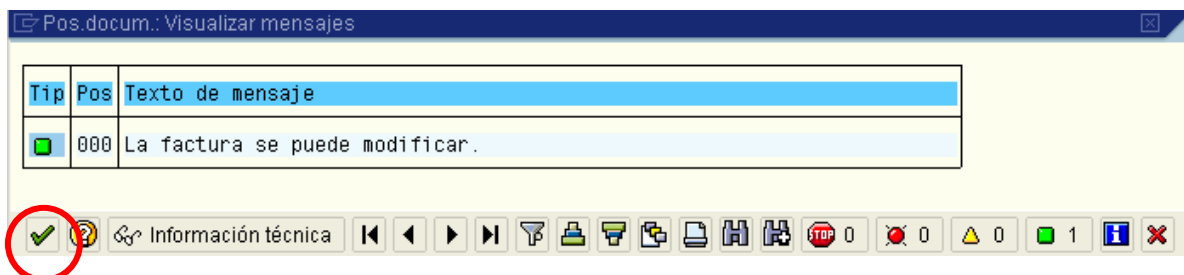 Pos.docum.: Visualizar mensajes
Tip Pos Texto de mensaje
000 La factura se puede modificar.
Información técnica STOP 0 0 0 1